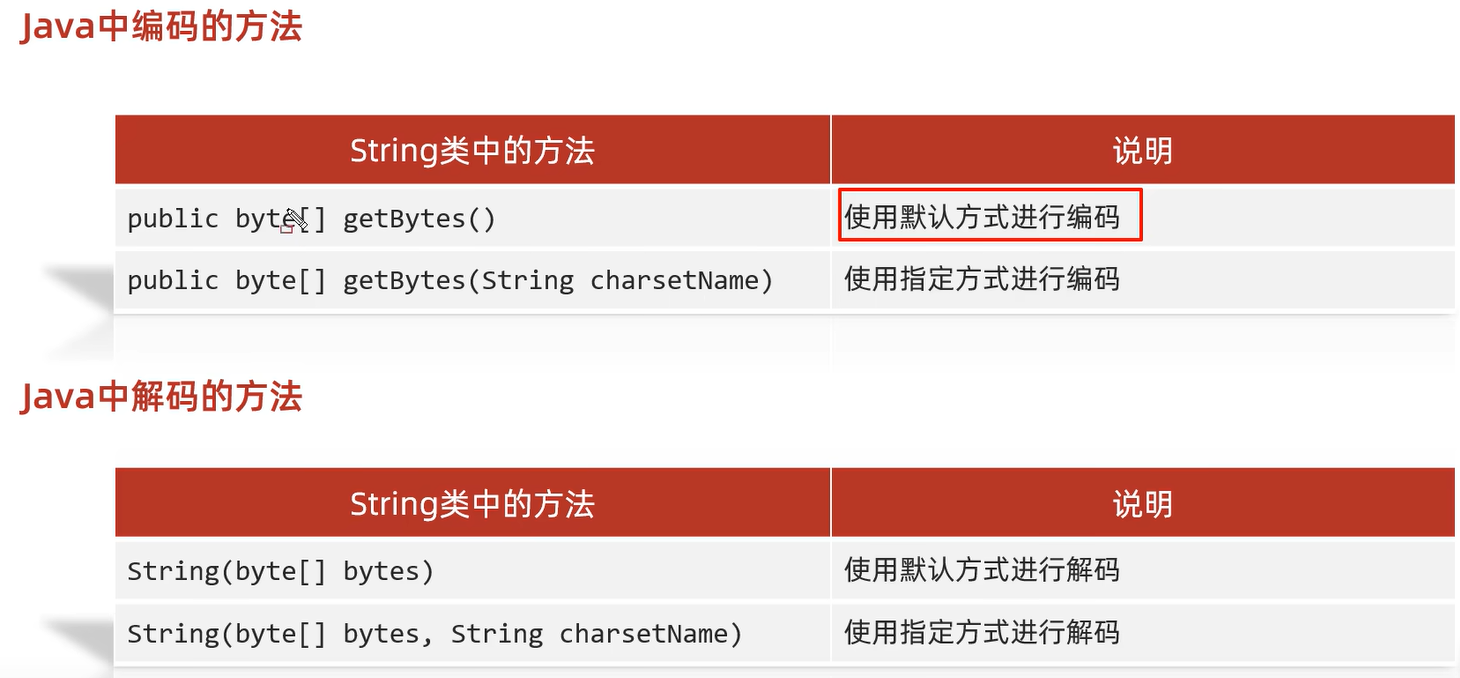 Java中编码的方法
String类中的方法 说明
public byte[] getBytes() 使用默认方式进行编码
public byte[] getBytes(String charsetName) 使用指定方式进行编码
Java中解码的方法
String类中的方法 说明
String(byte[] bytes) 使用默认方式进行解码
String(byte[] bytes, String charsetName) 使用指定方式进行解码